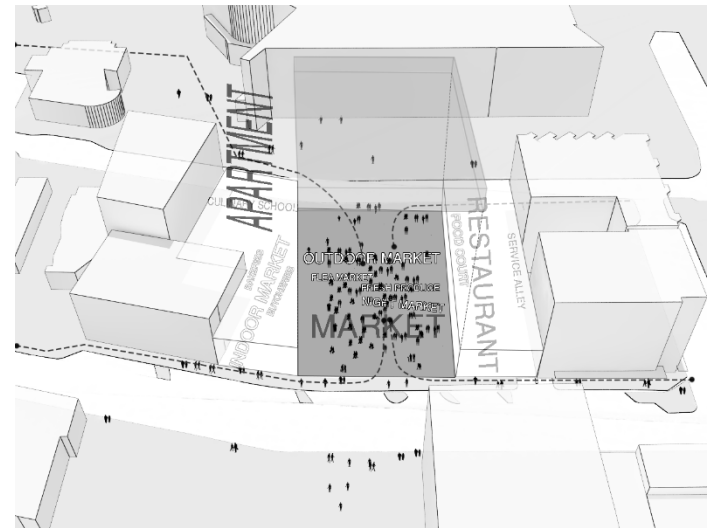 APARTMENT
CULINARY SCHOOL
INDOOR MARKET
OUTDOOR MARKET
FLEA MARKET
FRESH PRODUCE
NIGHT MARKET
MARKET
RESTAURANT
FOOD COURT
SERVICE ALLEY